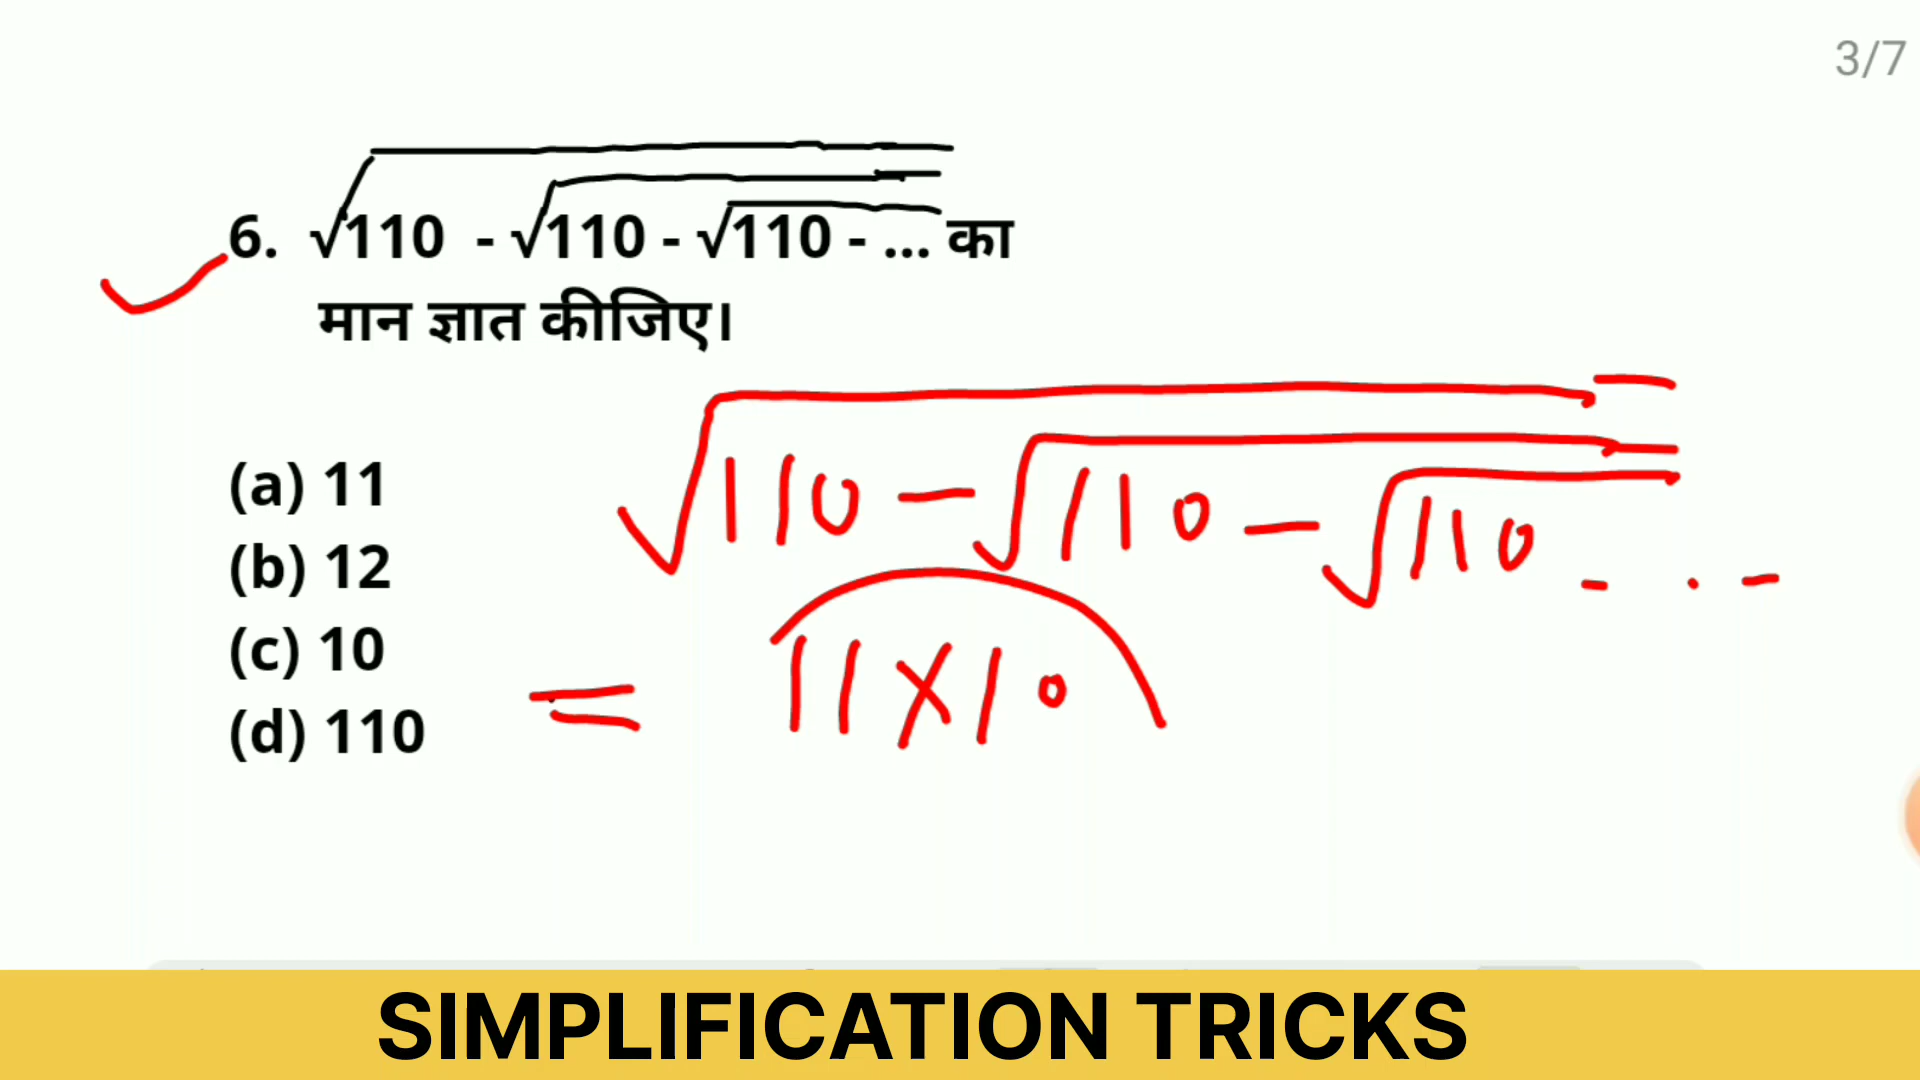 3/7
6. √110 - √110 - √110 - ... का
मान ज्ञात कीजिए।
√110 - √110 - √110 - . -
(a) 11
(b) 12
(c) 10
(d) 110
= 11 × 10
SIMPLIFICATION TRICKS